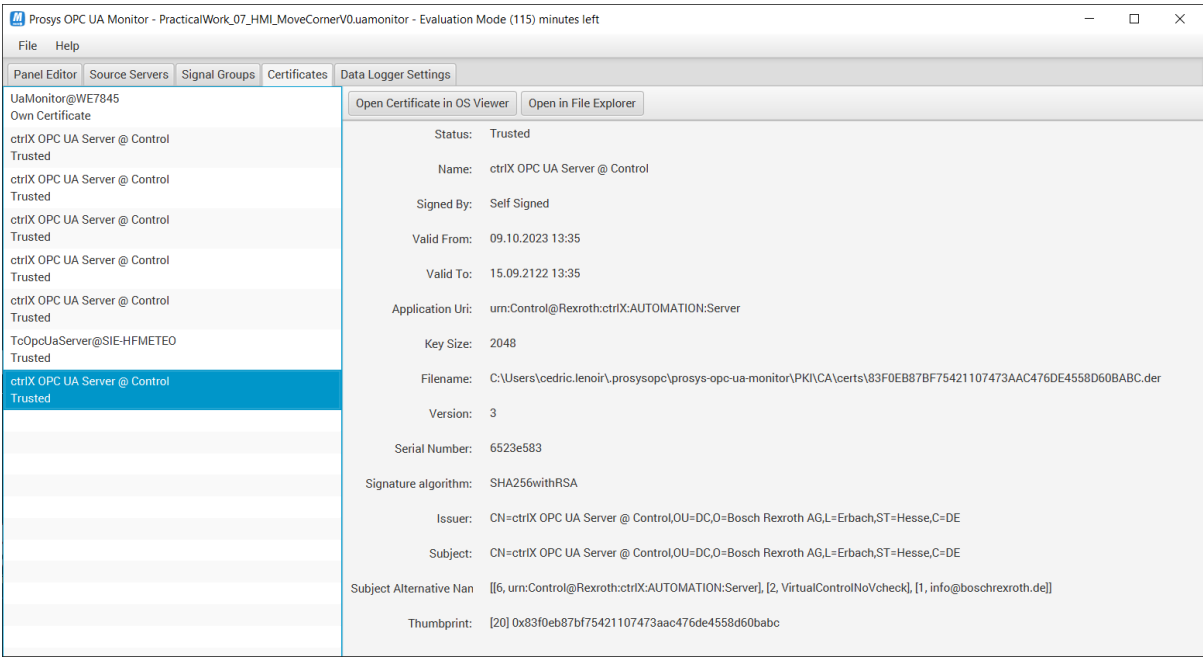 Prosys OPC UA Monitor - PracticalWork_07_HMI_MoveCornerV0.uamonitor - Evaluation Mode (115) minutes left
File Help
Panel Editor Source Servers Signal Groups Certificates Data Logger Settings
UaMonitor@WE7845
Own Certificate
ctrlX OPC UA Server @ Control
Trusted
ctrlX OPC UA Server @ Control
Trusted
ctrlX OPC UA Server @ Control
Trusted
ctrlX OPC UA Server @ Control
Trusted
ctrlX OPC UA Server @ Control
Trusted
TcOpcUaServer@SIE-HFMETEO
Trusted
ctrlX OPC UA Server @ Control
Trusted
Open Certificate in OS Viewer Open in File Explorer
Status: Trusted
Name: ctrlX OPC UA Server @ Control
Signed By: Self Signed
Valid From: 09.10.2023 13:35
Valid To: 15.09.2122 13:35
Application Uri: urn:Control@Rexroth:ctrlX:AUTOMATION:Server
Key Size: 2048
Filename: C:\Users\cedric.lenoir\.prosysopc\prosys-opc-ua-monitor\PKI\CA\certs\83F0EB87BF75421107473AAC476DE4558D60BABC.der
Version: 3
Serial Number: 6523e583
Signature algorithm: SHA256withRSA
Issuer: CN=ctrlX OPC UA Server @ Control,OU=DC,O=Bosch Rexroth AG,L=Erbach,ST=Hesse,C=DE
Subject: CN=ctrlX OPC UA Server @ Control,OU=DC,O=Bosch Rexroth AG,L=Erbach,ST=Hesse,C=DE
Subject Alternative Nan [[6, urn:Control@Rexroth:ctrlX:AUTOMATION:Server], [2, VirtualControlNoVcheck], [1, info@boschrexroth.de]]
Thumbprint: [20] 0x83f0eb87bf75421107473aac476de4558d60babc